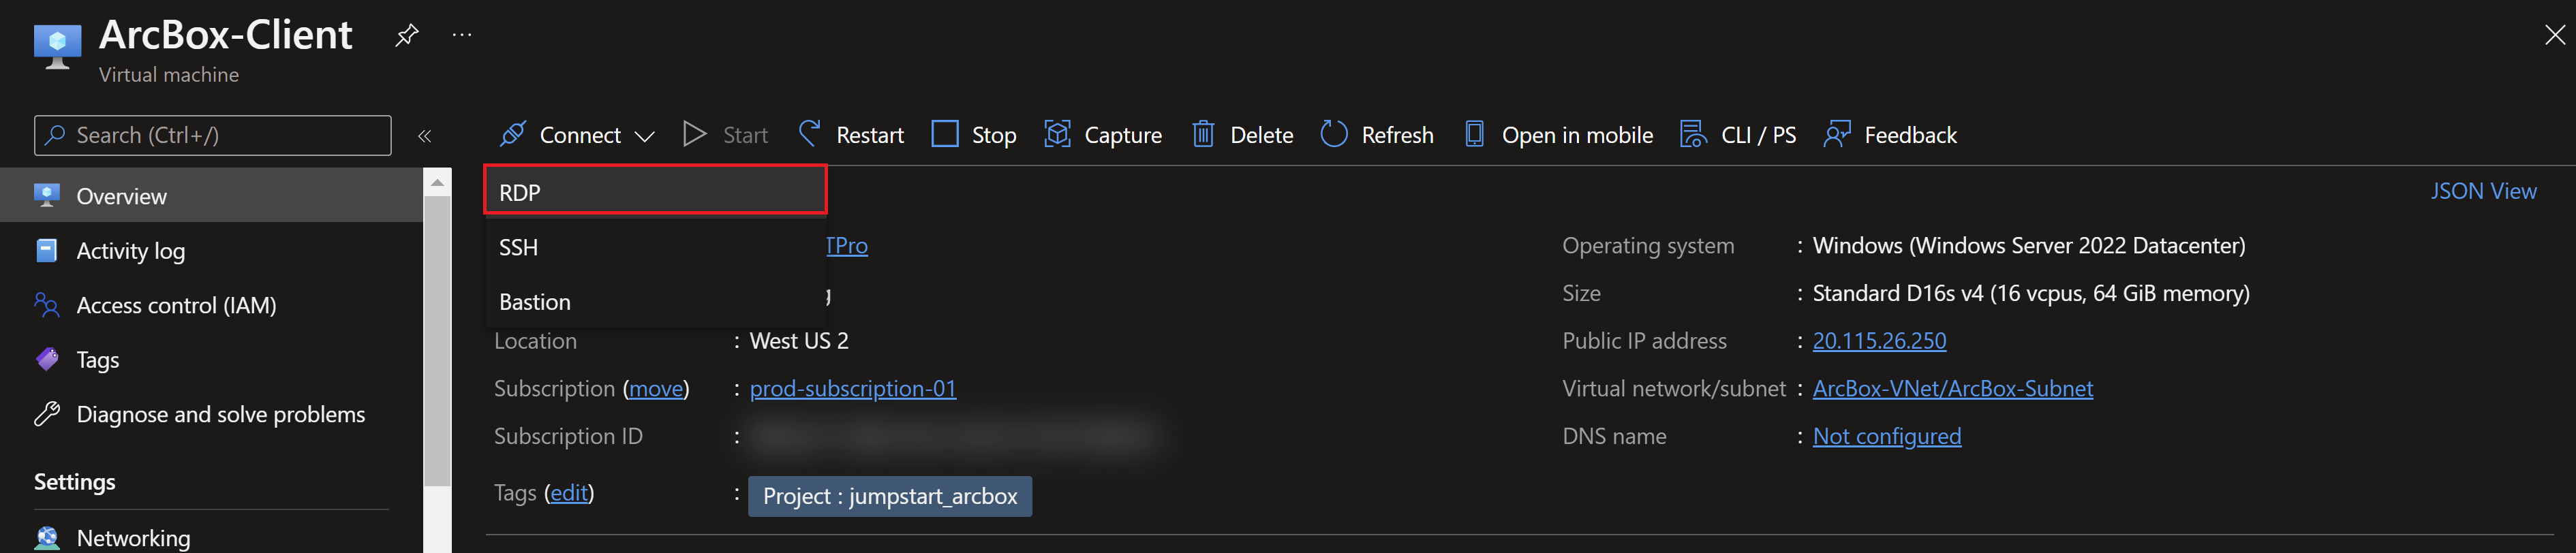 ArcBox-Client
Virtual machine
Search (Ctrl+/)
Connect Start Restart Stop Capture Delete Refresh Open in mobile CLI / PS Feedback
Overview
Activity log
Access control (IAM)
Tags
Diagnose and solve problems
Settings
Networking
RDP
SSH
Bastion
JSON View
TPro
Location : West US 2
Subscription (move) : prod-subscription-01
Subscription ID :
Tags (edit) : Project : jumpstart_arcbox
Operating system : Windows (Windows Server 2022 Datacenter)
Size : Standard D16s v4 (16 vcpus, 64 GiB memory)
Public IP address : 20.115.26.250
Virtual network/subnet : ArcBox-VNet/ArcBox-Subnet
DNS name : Not configured